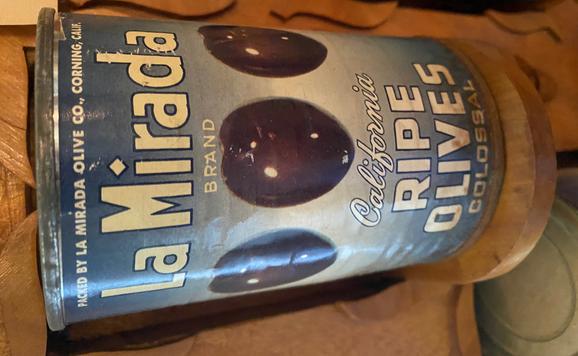 PACKED BY LA MIRADA OLIVE CO., CORNING, CALIF.
La Mirada
BRAND
California
RIPE
OLIVES
COLOSSAL